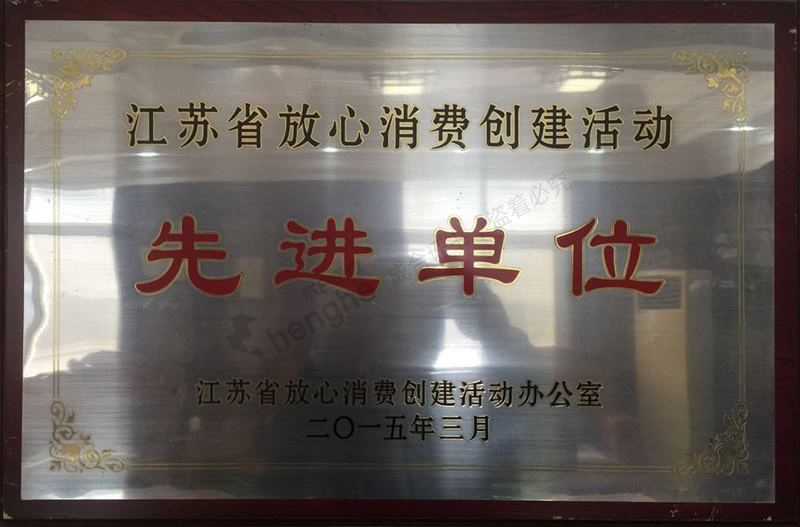 江苏省放心消费创建活动
先进单位
江苏省放心消费创建活动办公室
二〇一五年三月